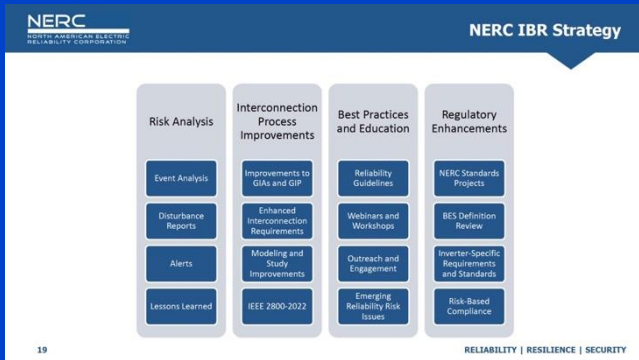 NERC
NORTH AMERICAN ELECTRIC
RELIABILITY CORPORATION
NERC IBR Strategy
Risk Analysis
Event Analysis
Disturbance
Reports
Alerts
Lessons Learned
Interconnection
Process
Improvements
Improvements to
GIAs and GIP
Enhanced
Interconnection
Requirements
Modeling and
Study
Improvements
IEEE 2800-2022
Best Practices
and Education
Reliability
Guidelines
Webinars and
Workshops
Outreach and
Engagement
Emerging
Reliability Risk
Issues
Regulatory
Enhancements
NERC Standards
Projects
BES Definition
Review
Inverter-Specific
Requirements
and Standards
Risk-Based
Compliance
19
RELIABILITY | RESILIENCE | SECURITY